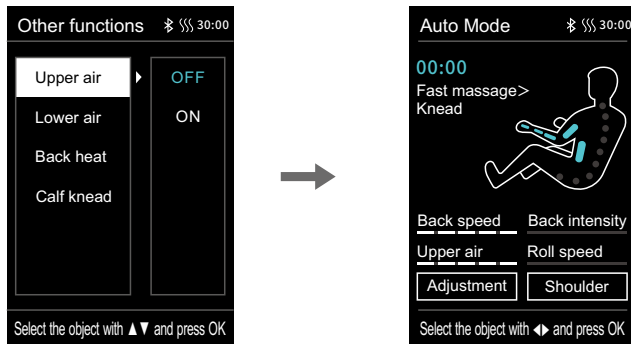 Other functions 30:00
Upper air OFF
Lower air ON
Back heat
Calf knead
Select the object with ▲▼ and press OK
Auto Mode 30:00
00:00
Fast massage>
Knead
Back speed Back intensity
Upper air Roll speed
Adjustment Shoulder
Select the object with ◀▶ and press OK